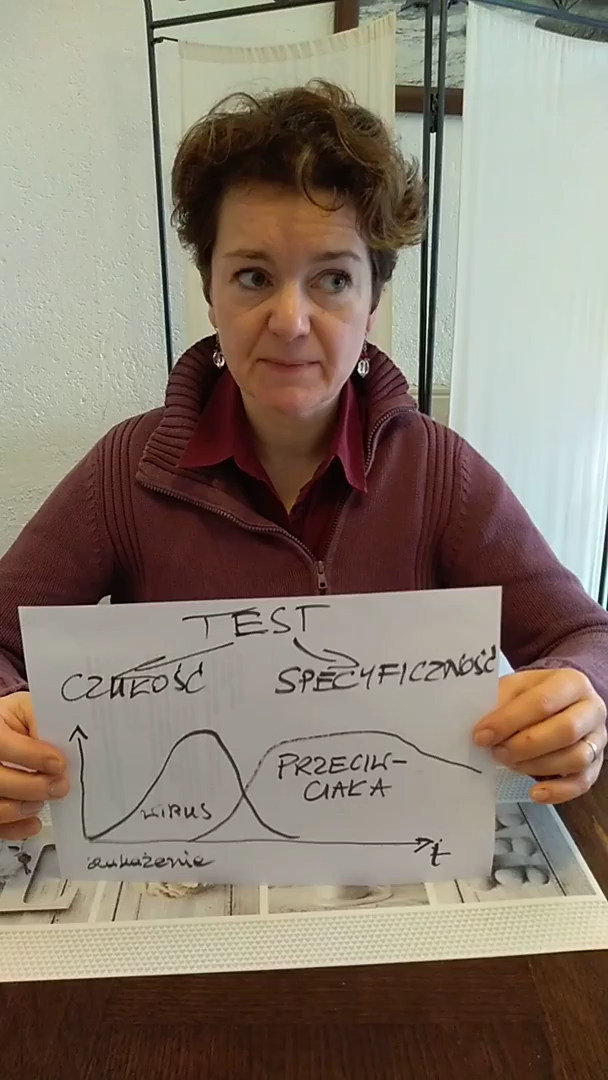 TEST
CZUŁOŚĆ SPECYFICZNOŚĆ
WIRUS
PRZECIW-
CIAŁA
zakażenie
t